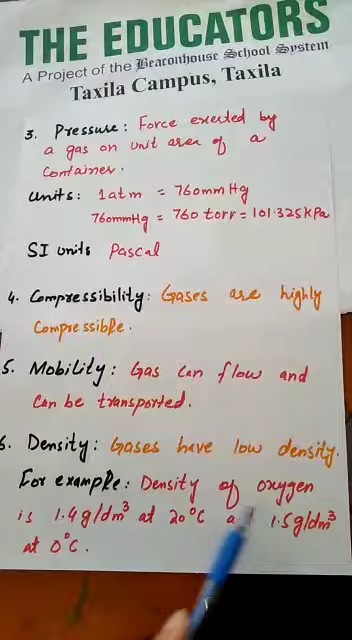 THE EDUCATORS
A Project of the Beaconhouse School System
Taxila Campus, Taxila
3. Pressure: Force exerted by
a gas on unit area of a
container.
Units: 1atm = 760mmHg
760mmHg = 760 torr = 101.325kPa
SI units Pascal
4. Compressibility: Gases are highly
Compressible.
5. Mobility: Gas can flow and
can be transported.
6. Density: Gases have low density.
For example: Density of oxygen
is 1.4g/dm³ at 20°C 1.5g/dm³
at 0°C.